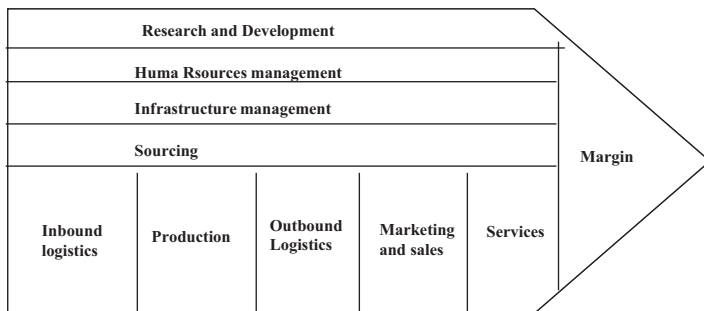 Research and Development
Huma Rsources management
Infrastructure management
Sourcing
Margin
Inbound
logistics
Production
Outbound
Logistics
Marketing
and sales
Services